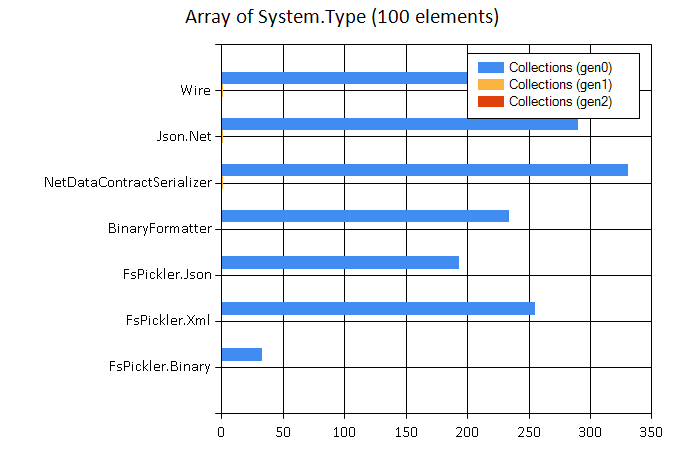 Array of System.Type (100 elements)
Collections (gen0)
Collections (gen1)
Collections (gen2)
Wire
Json.Net
NetDataContractSerializer
BinaryFormatter
FsPickler.Json
FsPickler.Xml
FsPickler.Binary
0 50 100 150 200 250 300 350